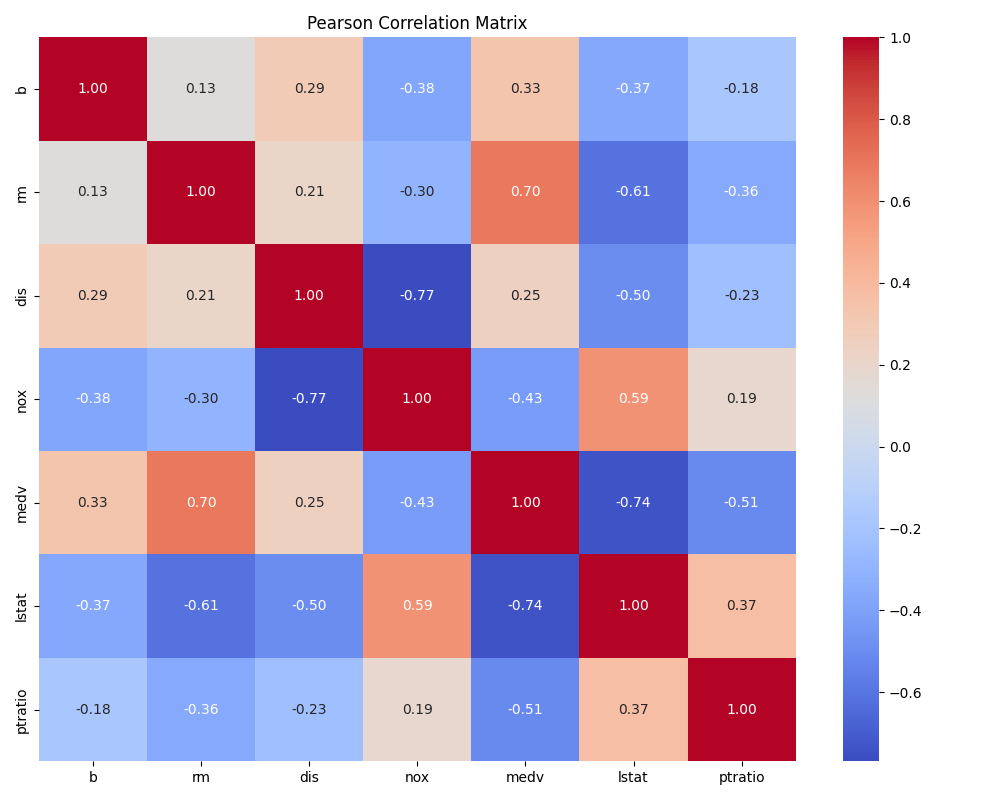 Pearson Correlation Matrix
b 1.00 0.13 0.29 -0.38 0.33 -0.37 -0.18
rm 0.13 1.00 0.21 -0.30 0.70 -0.61 -0.36
dis 0.29 0.21 1.00 -0.77 0.25 -0.50 -0.23
nox -0.38 -0.30 -0.77 1.00 -0.43 0.59 0.19
medv 0.33 0.70 0.25 -0.43 1.00 -0.74 -0.51
lstat -0.37 -0.61 -0.50 0.59 -0.74 1.00 0.37
ptratio -0.18 -0.36 -0.23 0.19 -0.51 0.37 1.00
b rm dis nox medv lstat ptratio
1.0
0.8
0.6
0.4
0.2
0.0
−0.2
−0.4
−0.6